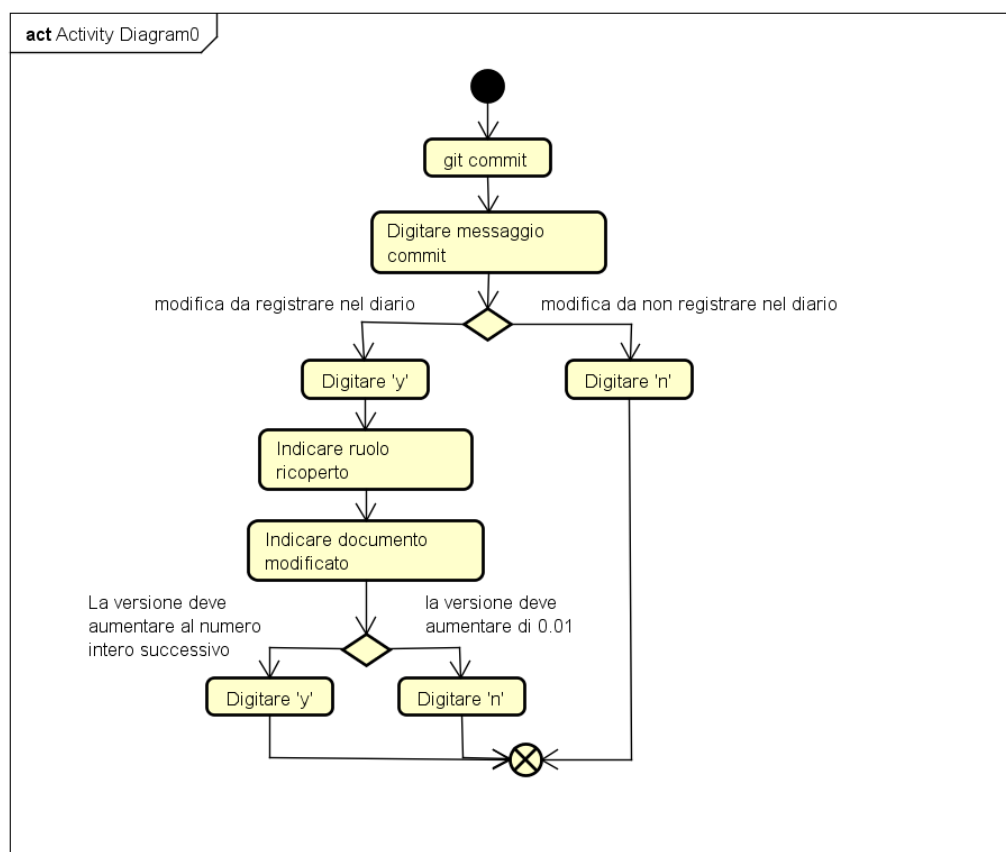 act Activity Diagram0
git commit
Digitare messaggio
commit
modifica da registrare nel diario
modifica da non registrare nel diario
Digitare 'y'
Digitare 'n'
Indicare ruolo
ricoperto
Indicare documento
modificato
La versione deve
aumentare al numero
intero successivo
la versione deve
aumentare di 0.01
Digitare 'y'
Digitare 'n'